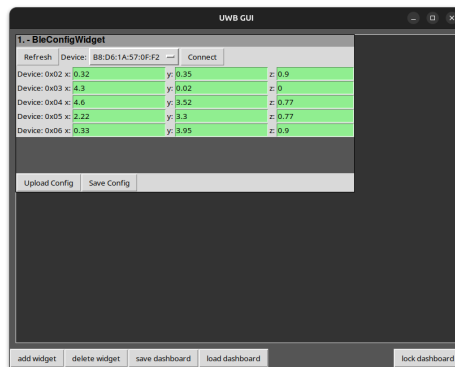 UWB GUI
1. - BleConfigWidget
Refresh Device: B8:D6:1A:57:0F:F2 Connect
Device: 0x02 x: 0.32 y: 0.35 z: 0.9
Device: 0x03 x: 4.3 y: 0.02 z: 0
Device: 0x04 x: 4.6 y: 3.52 z: 0.77
Device: 0x05 x: 2.22 y: 3.3 z: 0.77
Device: 0x06 x: 0.33 y: 3.95 z: 0.9
Upload Config Save Config
add widget delete widget save dashboard load dashboard lock dashboard